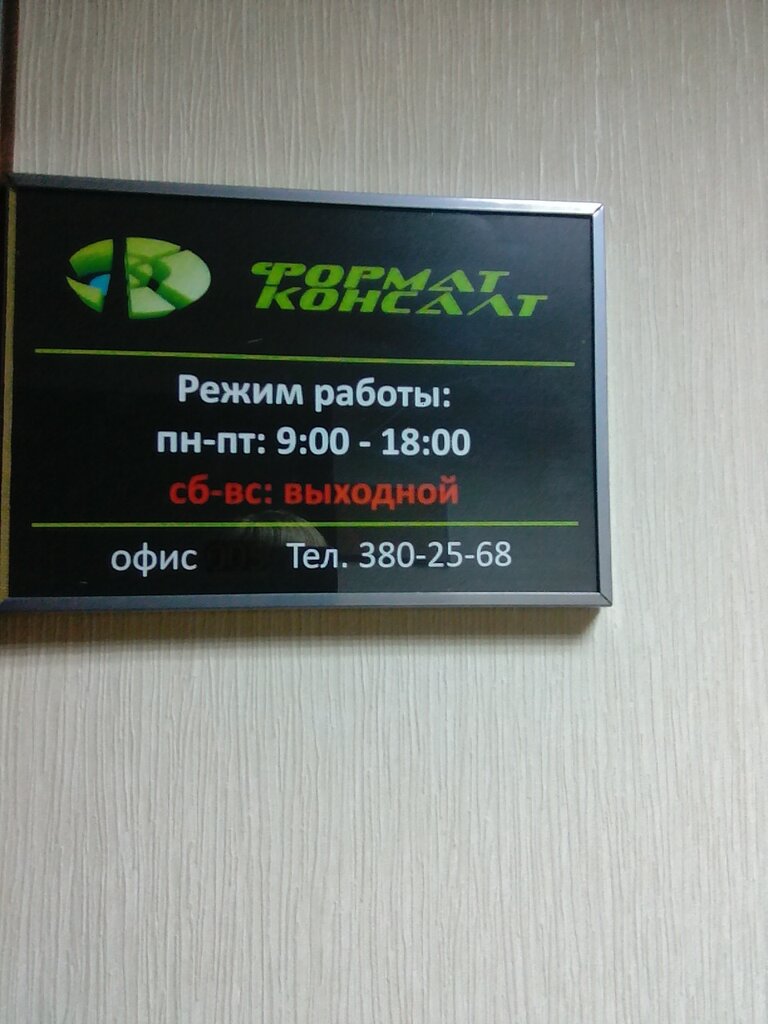 ФОРМАТ
КОНСАЛТ
Режим работы:
пн-пт: 9:00 - 18:00
сб-вс: выходной
офис Тел. 380-25-68